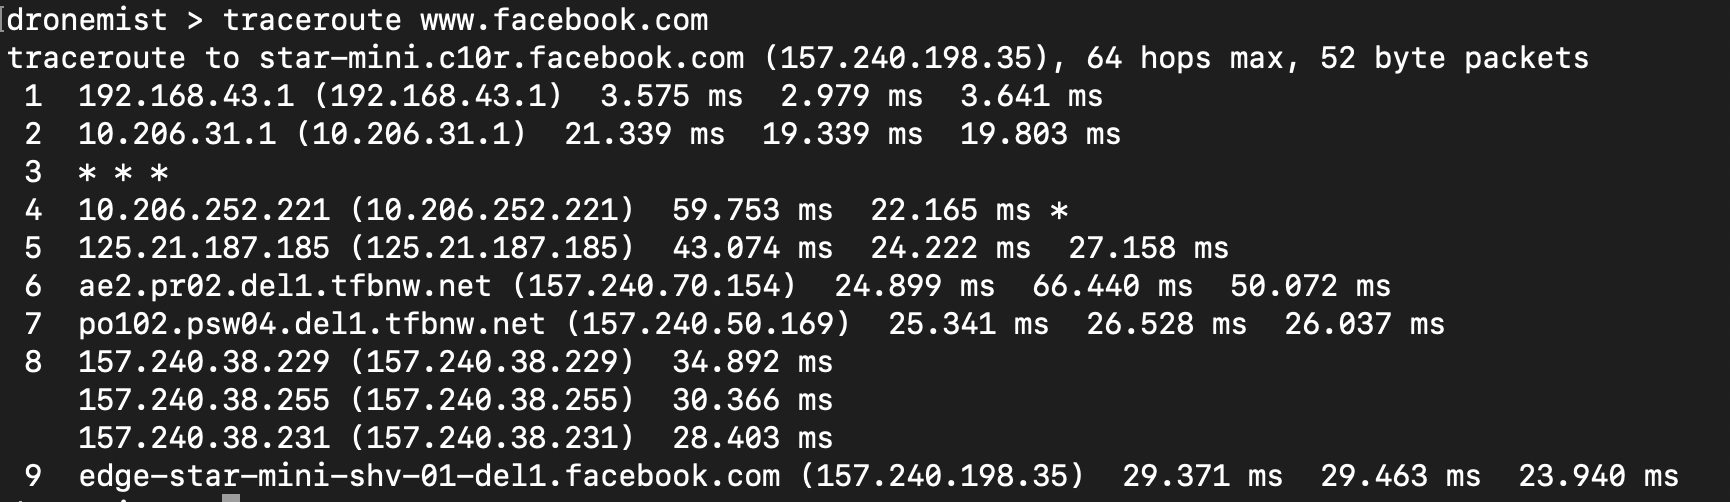 dronemist > traceroute www.facebook.com
traceroute to star-mini.c10r.facebook.com (157.240.198.35), 64 hops max, 52 byte packets
1 192.168.43.1 (192.168.43.1) 3.575 ms 2.979 ms 3.641 ms
2 10.206.31.1 (10.206.31.1) 21.339 ms 19.339 ms 19.803 ms
3 * * *
4 10.206.252.221 (10.206.252.221) 59.753 ms 22.165 ms *
5 125.21.187.185 (125.21.187.185) 43.074 ms 24.222 ms 27.158 ms
6 ae2.pr02.del1.tfbnw.net (157.240.70.154) 24.899 ms 66.440 ms 50.072 ms
7 po102.psw04.del1.tfbnw.net (157.240.50.169) 25.341 ms 26.528 ms 26.037 ms
8 157.240.38.229 (157.240.38.229) 34.892 ms
157.240.38.255 (157.240.38.255) 30.366 ms
157.240.38.231 (157.240.38.231) 28.403 ms
9 edge-star-mini-shv-01-del1.facebook.com (157.240.198.35) 29.371 ms 29.463 ms 23.940 ms